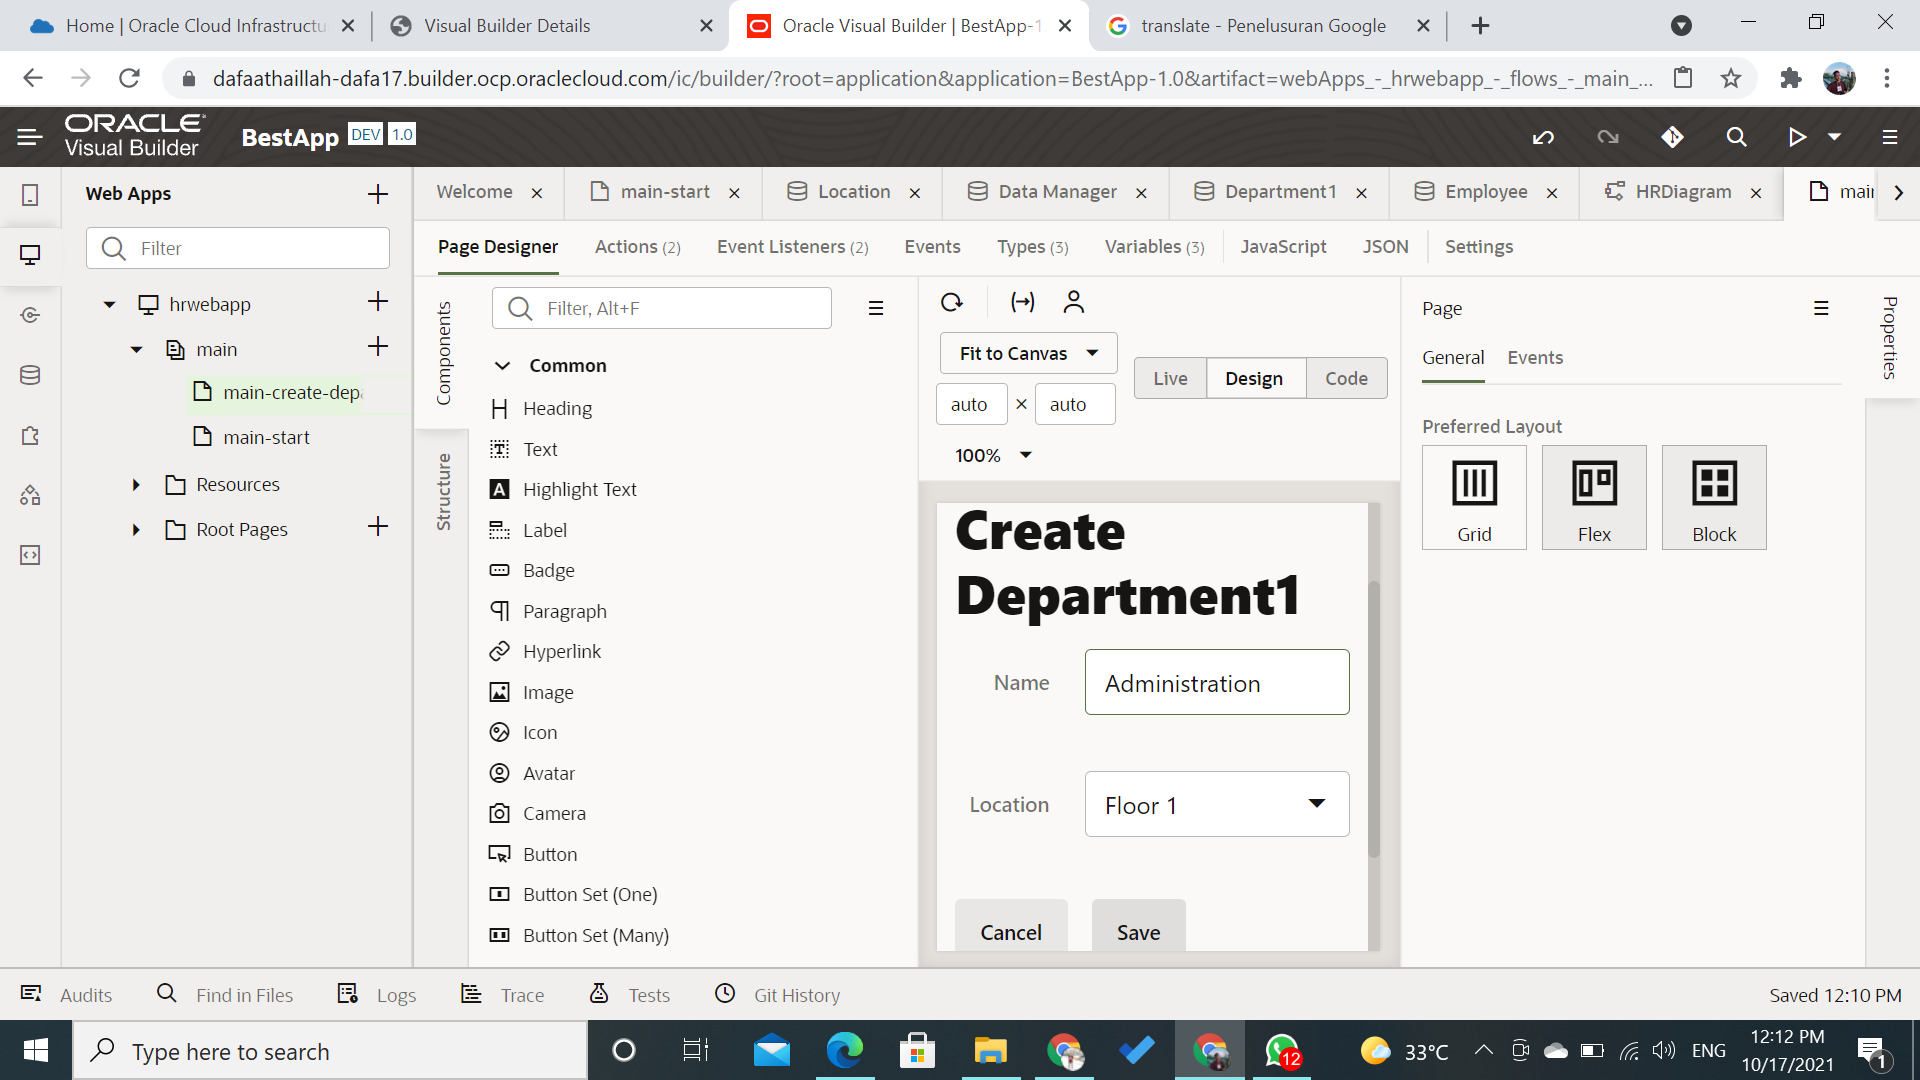 Home | Oracle Cloud Infrastructu
Visual Builder Details
Oracle Visual Builder | BestApp-1
translate - Penelusuran Google
dafaathaillah-dafa17.builder.ocp.oraclecloud.com/ic/builder/?root=application&application=BestApp-1.0&artifact=webApps_-_hrwebapp_-_flows_-_main_...
ORACLE
Visual Builder
BestApp DEV 1.0
Web Apps
Welcome
main-start
Location
Data Manager
Department1
Employee
HRDiagram
mair
Filter
Page Designer
Actions (2)
Event Listeners (2)
Events
Types (3)
Variables (3)
JavaScript
JSON
Settings
hrwebapp
main
main-create-depa
main-start
Resources
Root Pages
Components
Structure
Filter, Alt+F
Common
Heading
Text
Highlight Text
Label
Badge
Paragraph
Hyperlink
Image
Icon
Avatar
Camera
Button
Button Set (One)
Button Set (Many)
Fit to Canvas
auto × auto
Live
Design
Code
100%
Create
Department1
Name
Administration
Location
Floor 1
Cancel
Save
Page
General
Events
Preferred Layout
Grid
Flex
Block
Properties
Audits
Find in Files
Logs
Trace
Tests
Git History
Saved 12:10 PM
Type here to search
12
33°C
ENG
12:12 PM
10/17/2021
1